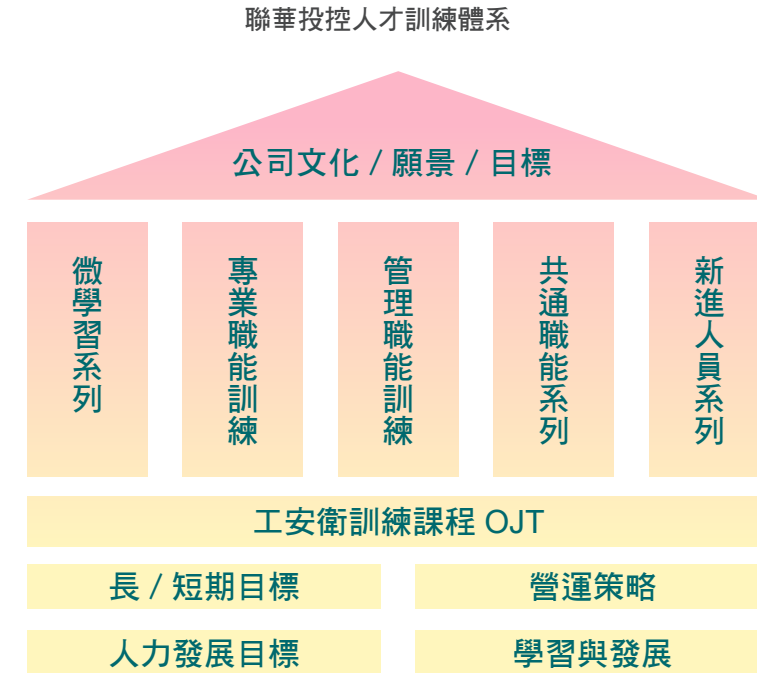 聯華投控人才訓練體系
公司文化 / 願景 / 目標
微學習系列
專業職能訓練
管理職能訓練
共通職能系列
新進人員系列
工安衛訓練課程 OJT
長 / 短期目標
營運策略
人力發展目標
學習與發展